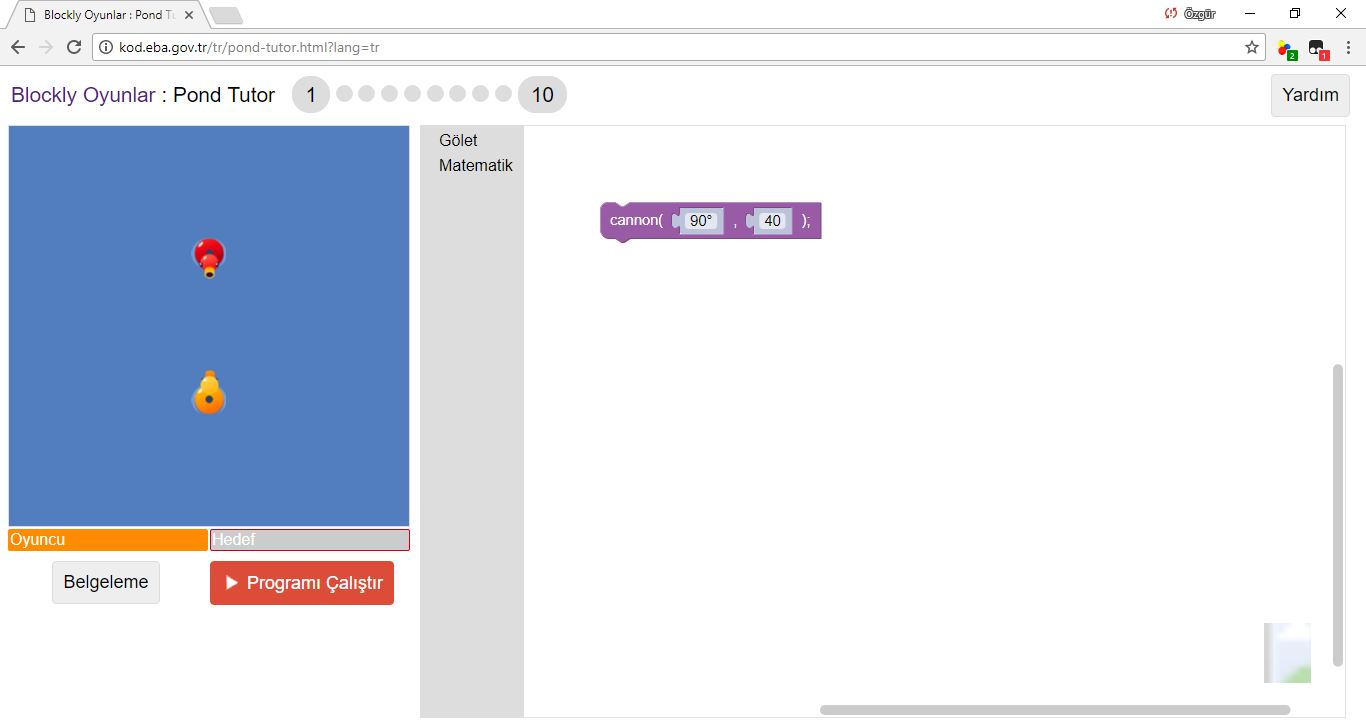 Blockly Oyunlar : Pond Tu
Özgür
kod.eba.gov.tr/tr/pond-tutor.html?lang=tr
2
1
Blockly Oyunlar : Pond Tutor 1 10
Yardım
Gölet
Matematik
cannon( 90° , 40 );
Oyuncu
Hedef
Belgeleme
Programı Çalıştır